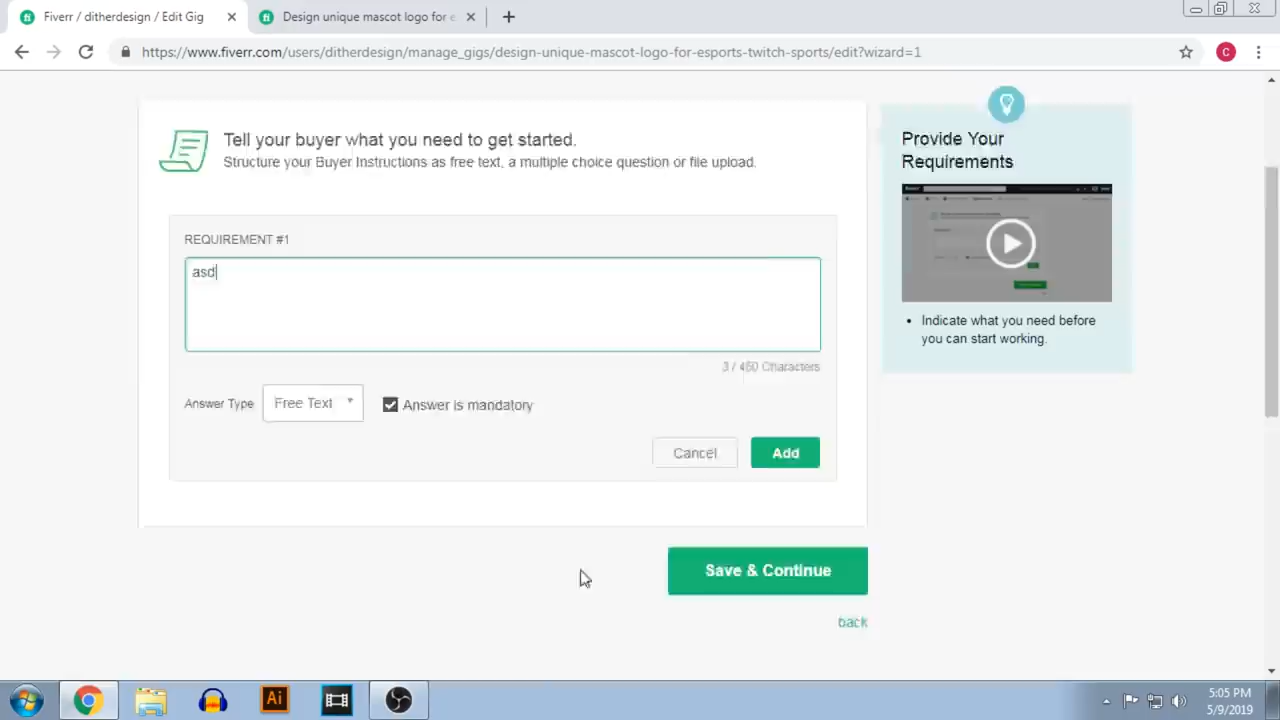 Fiverr / ditherdesign / Edit Gig
Design unique mascot logo for e
https://www.fiverr.com/users/ditherdesign/manage_gigs/design-unique-mascot-logo-for-esports-twitch-sports/edit?wizard=1
C
Tell your buyer what you need to get started.
Structure your Buyer Instructions as free text, a multiple choice question or file upload.
REQUIREMENT #1
asd
3 / 450 Characters
Answer Type
Free Text
Answer is mandatory
Cancel
Add
Save & Continue
back
Provide Your
Requirements
• Indicate what you need before
you can start working.
Ai
5:05 PM
5/9/2019